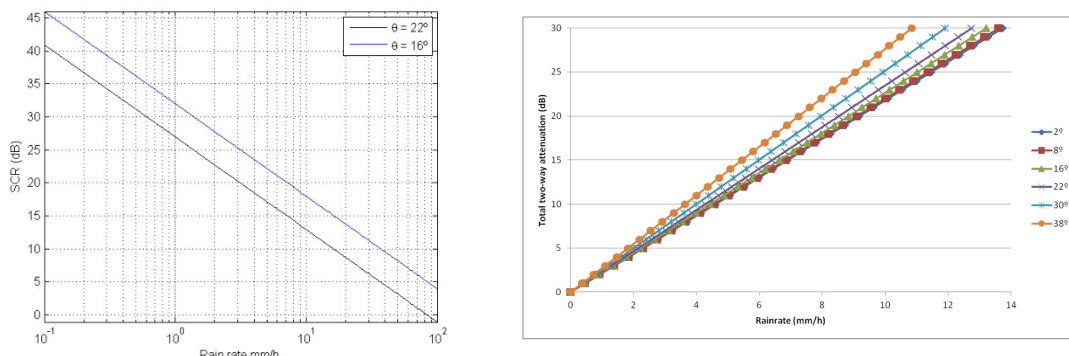 45
40
35
30
25
20
15
10
5
0
SCR (dB)
θ = 22º
θ = 16º
10-1
100
101
102
Rain rate mm/h
30
25
20
15
10
5
0
Total two-way attenuation (dB)
0 2 4 6 8 10 12 14
Rainrate (mm/h)
2º
8º
16º
22º
30º
38º